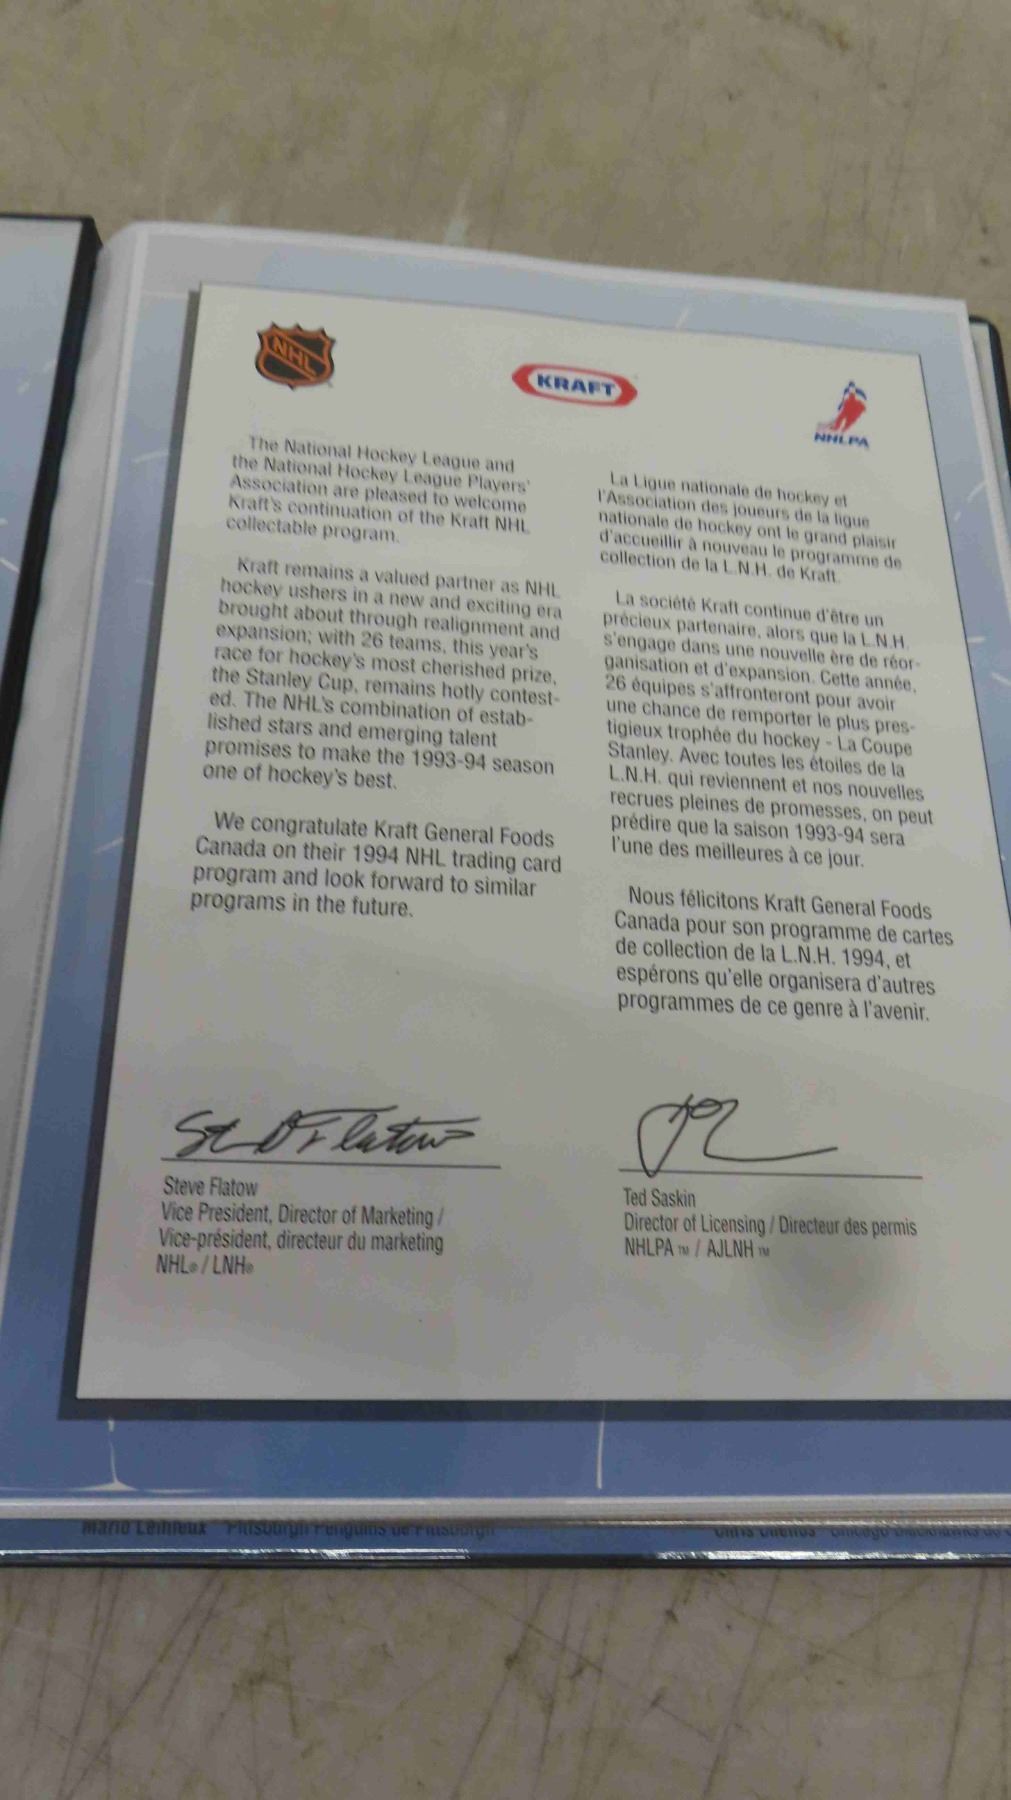 NHL
KRAFT
NHLPA
The National Hockey League and
the National Hockey League Players'
Association are pleased to welcome
Kraft's continuation of the Kraft NHL
collectable program.
Kraft remains a valued partner as NHL
hockey ushers in a new and exciting era
brought about through realignment and
expansion; with 26 teams, this year's
race for hockey's most cherished prize,
the Stanley Cup, remains hotly contest-
ed. The NHL's combination of estab-
lished stars and emerging talent
promises to make the 1993-94 season
one of hockey's best.
We congratulate Kraft General Foods
Canada on their 1994 NHL trading card
program and look forward to similar
programs in the future.
La Ligue nationale de hockey et
l'Association des joueurs de la ligue
nationale de hockey ont le grand plaisir
d'accueillir à nouveau le programme de
collection de la L.N.H. de Kraft.
La société Kraft continue d'être un
précieux partenaire, alors que la L.N.H.
s'engage dans une nouvelle ère de réor-
ganisation et d'expansion. Cette année,
26 équipes s'affronteront pour avoir
une chance de remporter le plus pres-
tigieux trophée du hockey - La Coupe
Stanley. Avec toutes les étoiles de la
L.N.H. qui reviennent et nos nouvelles
recrues pleines de promesses, on peut
prédire que la saison 1993-94 sera
l'une des meilleures à ce jour.
Nous félicitons Kraft General Foods
Canada pour son programme de cartes
de collection de la L.N.H. 1994, et
espérons qu'elle organisera d'autres
programmes de ce genre à l'avenir.
Steve Flatow
Vice President, Director of Marketing /
Vice-président, directeur du marketing
NHL® / LNH®
Ted Saskin
Director of Licensing / Directeur des permis
NHLPA ™ / AJLNH ™
Mario Lemieux Pittsburgh Penguins de Pittsburgh
Chris Chelios Chicago Blackhawks de